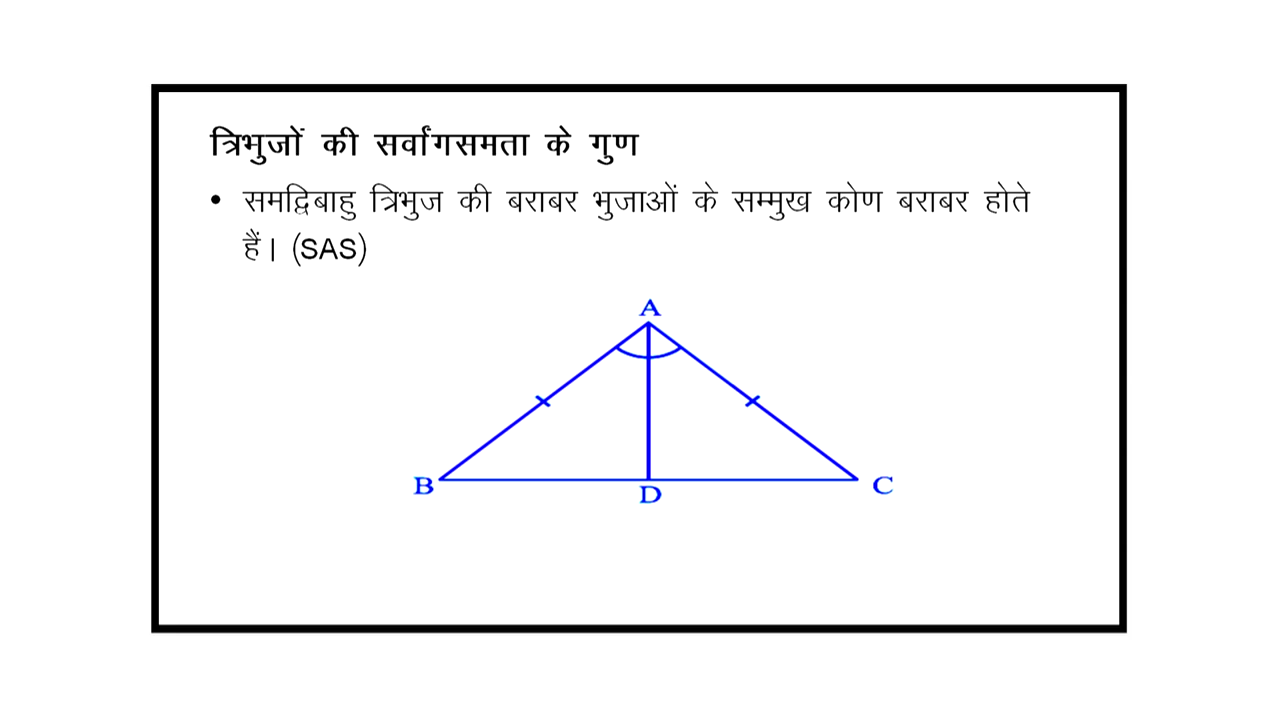 त्रिभुजों की सर्वांगसमता के गुण
• समद्विबाहु त्रिभुज की बराबर भुजाओं के सम्मुख कोण बराबर होते
हैं। (SAS)
A
B
D
C